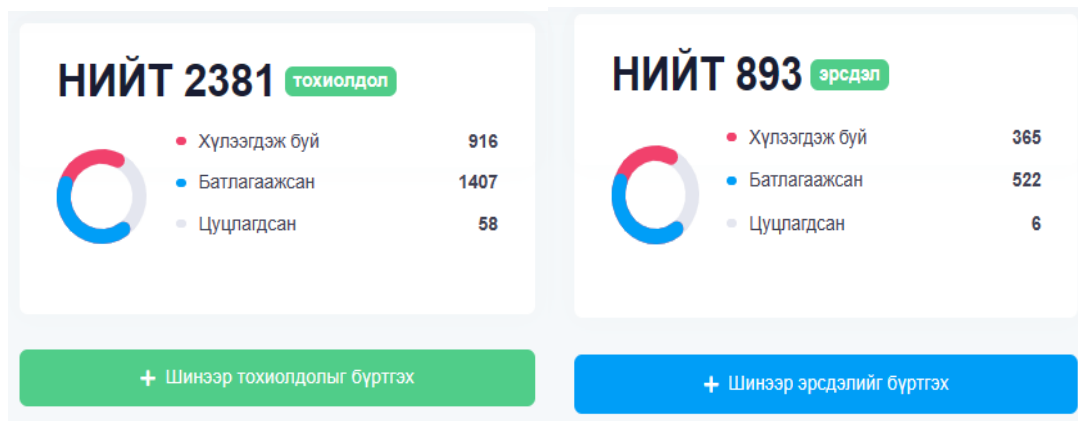 НИЙТ 2381 тохиолдол
Хүлээгдэж буй 916
Батлагаажсан 1407
Цуцлагдсан 58
+ Шинээр тохиолдолыг бүртгэх
НИЙТ 893 эрсдэл
Хүлээгдэж буй 365
Батлагаажсан 522
Цуцлагдсан 6
+ Шинээр эрсдэлийг бүртгэх